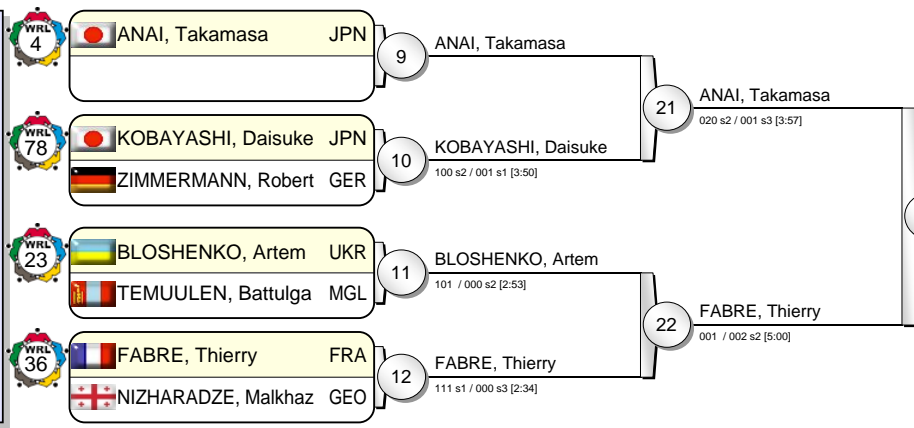 WRL
4
ANAI, Takamasa JPN
9
ANAI, Takamasa
21
ANAI, Takamasa
020 s2 / 001 s3 [3:57]
WRL
78
KOBAYASHI, Daisuke JPN
ZIMMERMANN, Robert GER
10
KOBAYASHI, Daisuke
100 s2 / 001 s1 [3:50]
WRL
23
BLOSHENKO, Artem UKR
TEMUULEN, Battulga MGL
11
BLOSHENKO, Artem
101 / 000 s2 [2:53]
22
FABRE, Thierry
001 / 002 s2 [5:00]
WRL
36
FABRE, Thierry FRA
NIZHARADZE, Malkhaz GEO
12
FABRE, Thierry
111 s1 / 000 s3 [2:34]